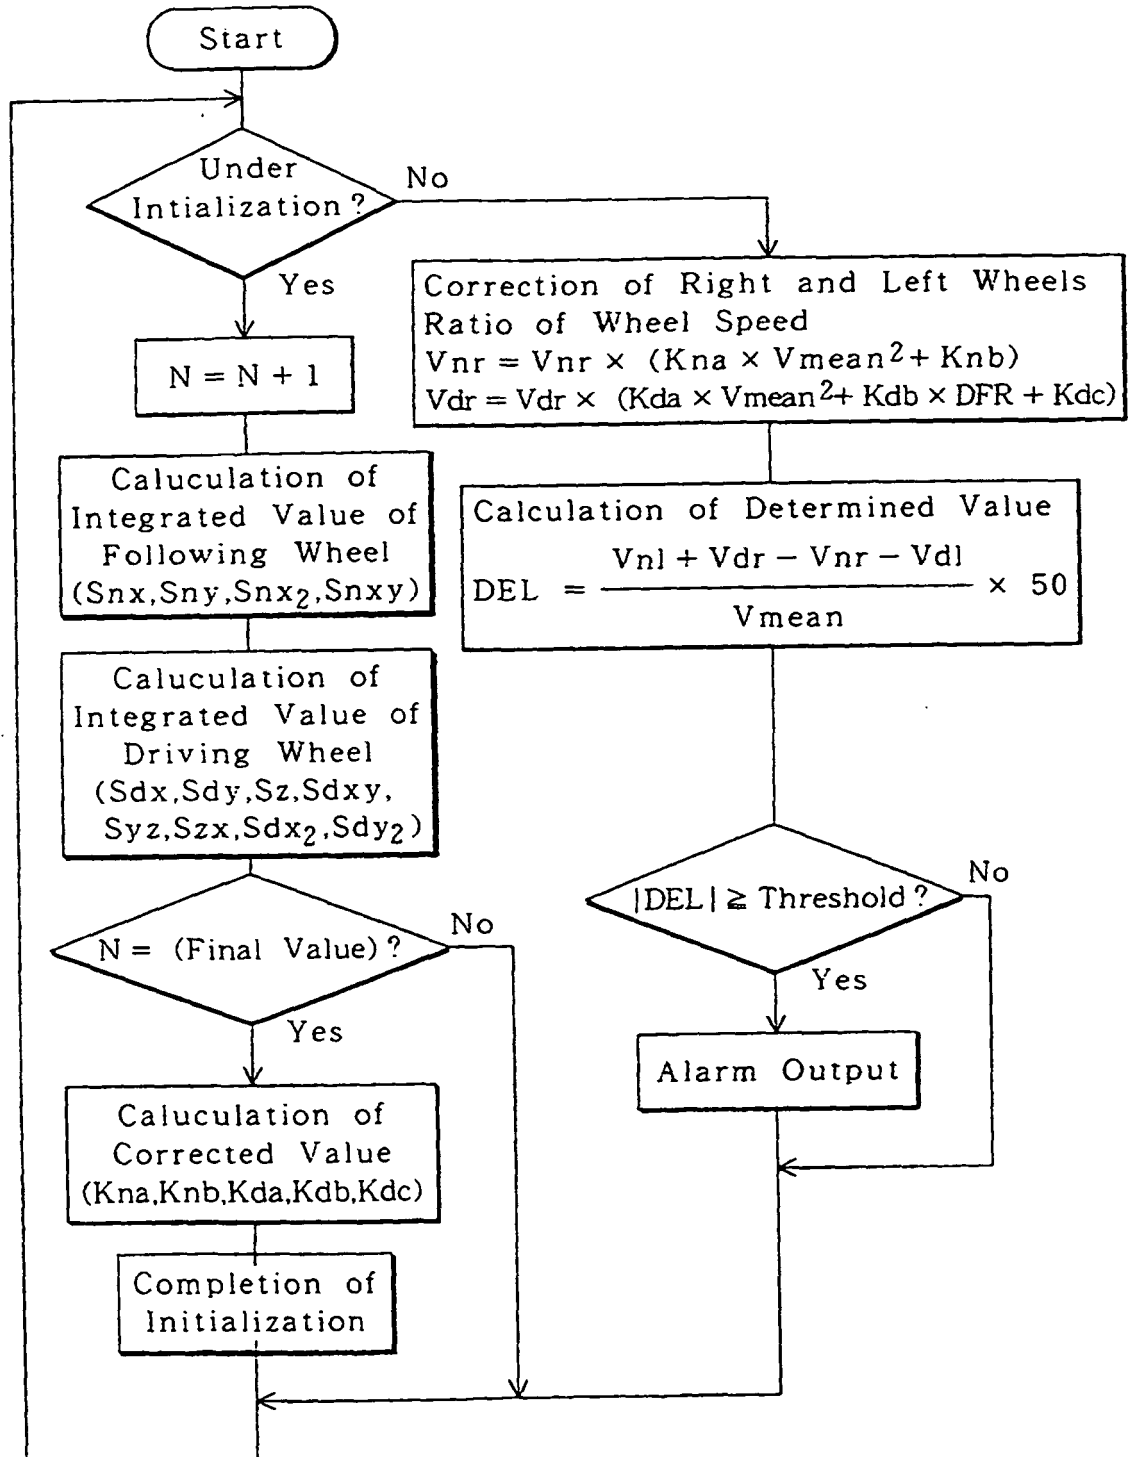 Start
Under
Intialization?
No
Yes
N = N + 1
Caluculation of
Integrated Value of
Following Wheel
(Snx,Sny,Snx₂,Snxy)
Caluculation of
Integrated Value of
Driving Wheel
(Sdx,Sdy,Sz,Sdxy,
Syz,Szx,Sdx₂,Sdy₂)
N = (Final Value)?
No
Yes
Caluculation of
Corrected Value
(Kna,Knb,Kda,Kdb,Kdc)
Completion of
Initialization
Correction of Right and Left Wheels
Ratio of Wheel Speed
Vnr = Vnr × (Kna × Vmean² + Knb)
Vdr = Vdr × (Kda × Vmean² + Kdb × DFR + Kdc)
Calculation of Determined Value
Vnl + Vdr − Vnr − Vdl
DEL = × 50
Vmean
|DEL| ≧ Threshold?
No
Yes
Alarm Output